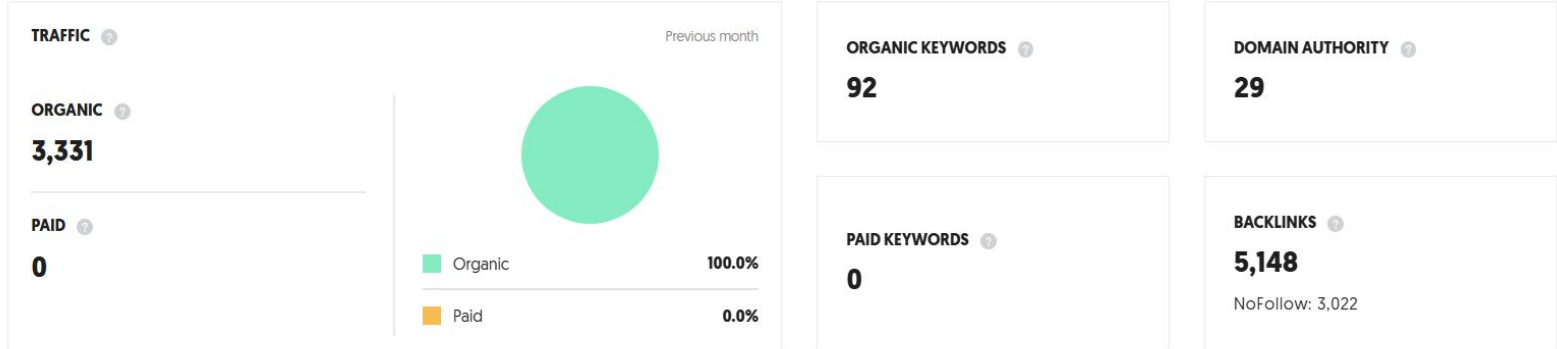 TRAFFIC ?
Previous month
ORGANIC ?
3,331
PAID ?
0
Organic 100.0%
Paid 0.0%
ORGANIC KEYWORDS ?
92
DOMAIN AUTHORITY ?
29
PAID KEYWORDS ?
0
BACKLINKS ?
5,148
NoFollow: 3,022